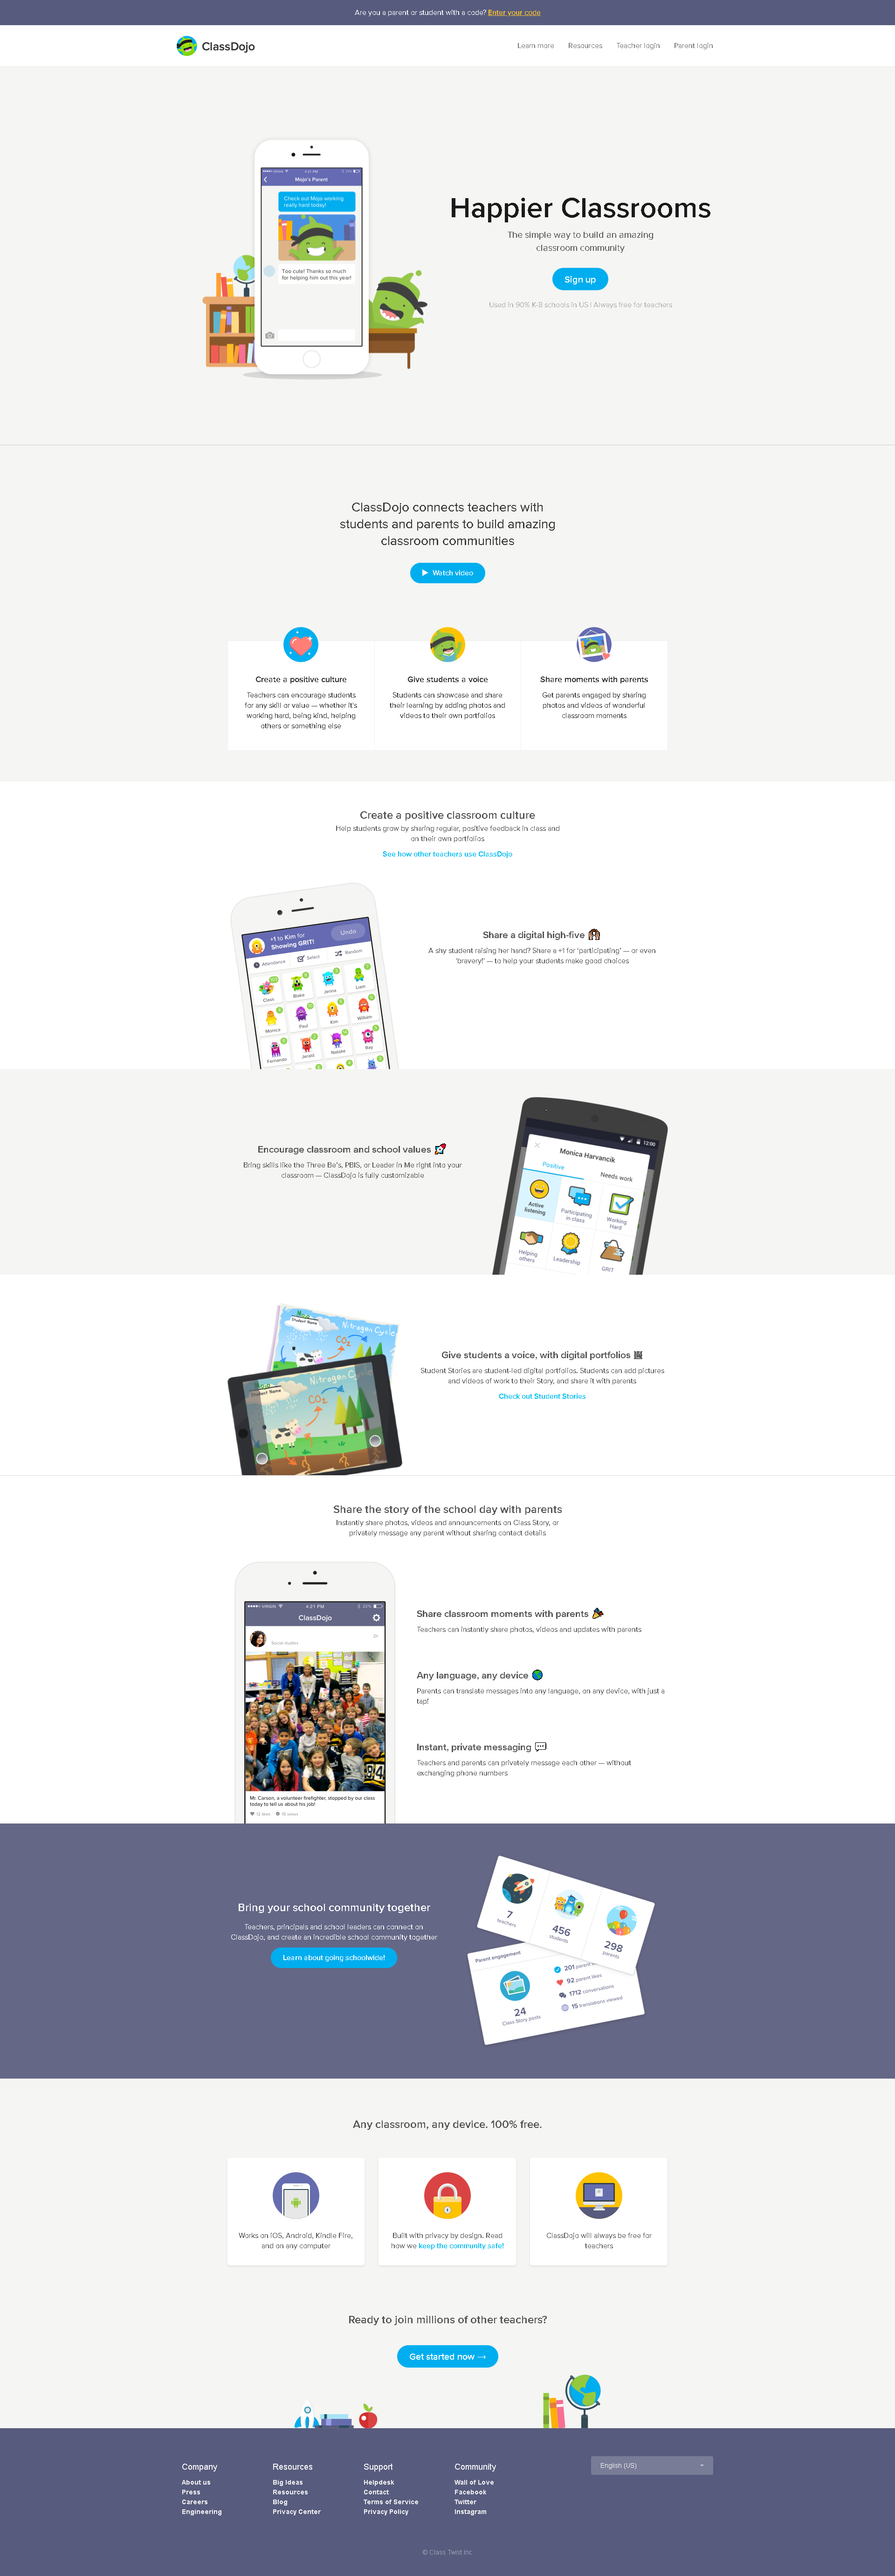 Are you a parent or student with a code? Enter your code
ClassDojo
Learn more
Resources
Teacher login
Parent login
4:21 PM
Mojo's Parent
Check out Mojo working
really hard today!
Too cute! Thanks so much
for helping him out this year!
Happier Classrooms
The simple way to build an amazing
classroom community
Sign up
Used in 90% K-8 schools in US | Always free for teachers
ClassDojo connects teachers with
students and parents to build amazing
classroom communities
Watch video
Create a positive culture
Teachers can encourage students
for any skill or value — whether it's
working hard, being kind, helping
others or something else
Give students a voice
Students can showcase and share
their learning by adding photos and
videos to their own portfolios
Share moments with parents
Get parents engaged by sharing
photos and videos of wonderful
classroom moments
Create a positive classroom culture
Help students grow by sharing regular, positive feedback in class and
on their own portfolios
See how other teachers use ClassDojo
+1 to Kim for
Showing GRIT!
Undo
Attendance
Select
Random
Class
Blake
Jenna
Liam
Monica
Paul
Kim
William
Fernando
Jerold
Natalie
Ray
Share a digital high-five
A shy student raising her hand? Share a +1 for 'participating' — or even
'bravery!' — to help your students make good choices
Encourage classroom and school values
Bring skills like the Three Be's, PBIS, or Leader in Me right into your
classroom — ClassDojo is fully customizable
12:00
Monica Harvancik
Positive
Needs work
Active
listening
Participating
in class
Working
Hard
Helping
others
Leadership
GRIT
Student Name
Nitrogen Cycle
CO2
Student Name
Nitrogen C
CO2
Give students a voice, with digital portfolios
Student Stories are student-led digital portfolios. Students can add pictures
and videos of work to their Story, and share it with parents
Check out Student Stories
Share the story of the school day with parents
Instantly share photos, videos and announcements on Class Story, or
privately message any parent without sharing contact details
4:21 PM
22%
ClassDojo
Social studies
Mr. Carson, a volunteer firefighter, stopped by our class
today to tell us about his job!
Share classroom moments with parents
Teachers can instantly share photos, videos and updates with parents
Any language, any device
Parents can translate messages into any language, on any device, with just a
tap!
Instant, private messaging
Teachers and parents can privately message each other — without
exchanging phone numbers
Bring your school community together
Teachers, principals and school leaders can connect on
ClassDojo, and create an incredible school community together
Learn about going schoolwide!
7
teachers
456
students
298
parents
Parent engagement
24
Class Story posts
201 parent
92 parent likes
1712 conversations
15 translations viewed
Any classroom, any device. 100% free.
Works on iOS, Android, Kindle Fire,
and on any computer
Built with privacy by design. Read
how we keep the community safe!
ClassDojo will always be free for
teachers
Ready to join millions of other teachers?
Get started now →
Company
About us
Press
Careers
Engineering
Resources
Big Ideas
Resources
Blog
Privacy Center
Support
Helpdesk
Contact
Terms of Service
Privacy Policy
Community
Wall of Love
Facebook
Twitter
Instagram
English (US)
© Class Twist Inc